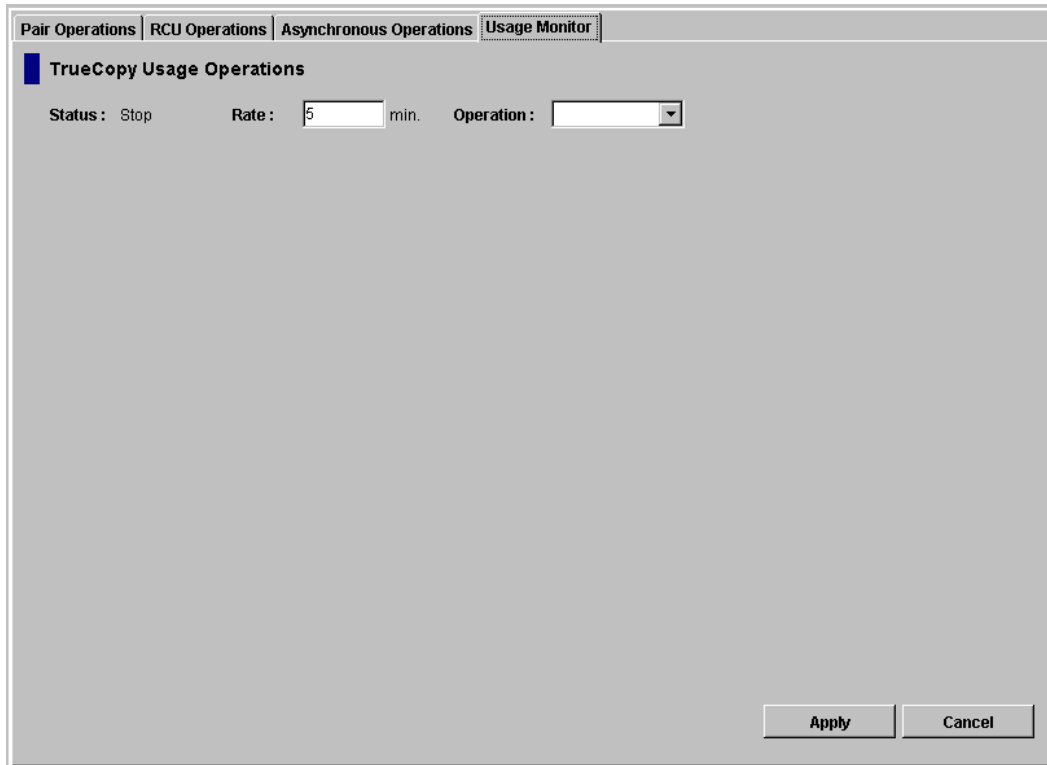 Pair Operations RCU Operations Asynchronous Operations Usage Monitor
TrueCopy Usage Operations
Status : Stop Rate : 5 min. Operation :
Apply Cancel